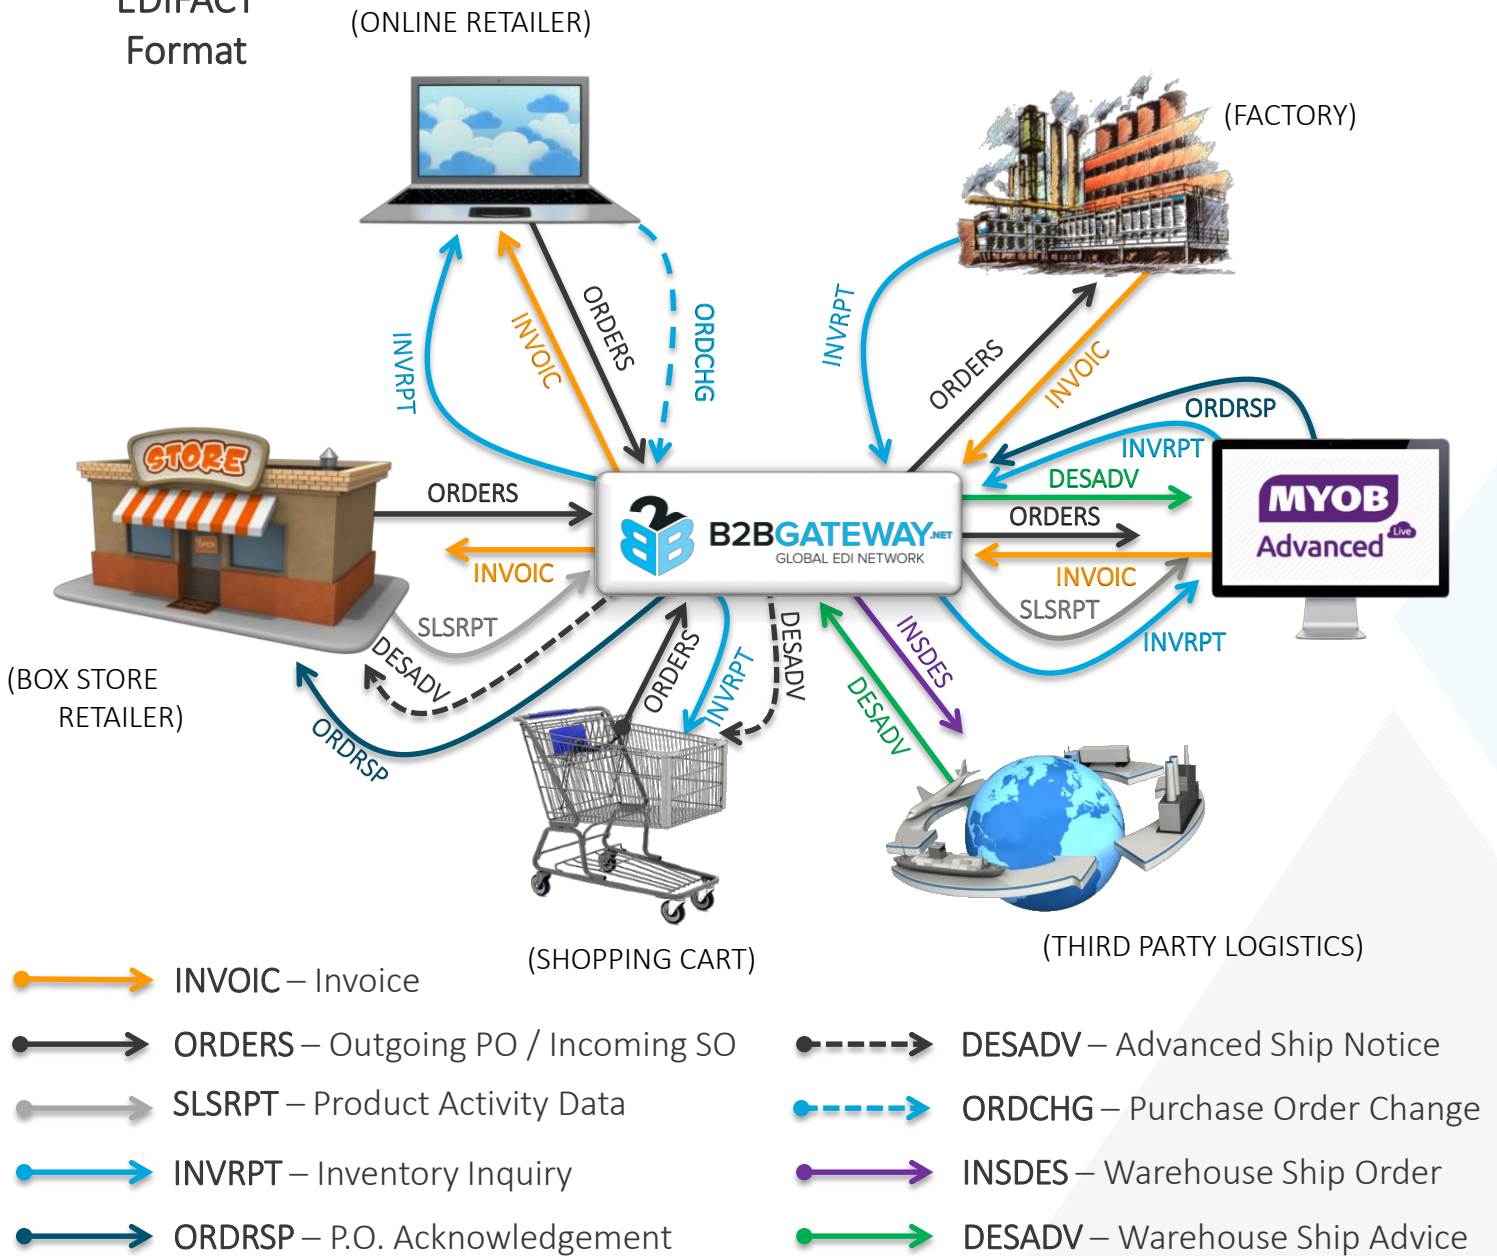 EDIFACT
Format
(ONLINE RETAILER)
(FACTORY)
INVRPT
INVOIC
ORDERS
ORDCHG
INVRPT
ORDERS
INVOIC
ORDRSP
INVRPT
DESADV
ORDERS
INVOIC
SLSRPT
INVRPT
STORE
OPEN
ORDERS
INVOIC
SLSRPT
DESADV
ORDRSP
B2BGATEWAY.NET
GLOBAL EDI NETWORK
MYOB
Advanced
Live
(BOX STORE
RETAILER)
ORDERS
INVRPT
DESADV
INSDES
DESADV
(SHOPPING CART)
(THIRD PARTY LOGISTICS)
INVOIC – Invoice
ORDERS – Outgoing PO / Incoming SO
SLSRPT – Product Activity Data
INVRPT – Inventory Inquiry
ORDRSP – P.O. Acknowledgement
DESADV – Advanced Ship Notice
ORDCHG – Purchase Order Change
INSDES – Warehouse Ship Order
DESADV – Warehouse Ship Advice